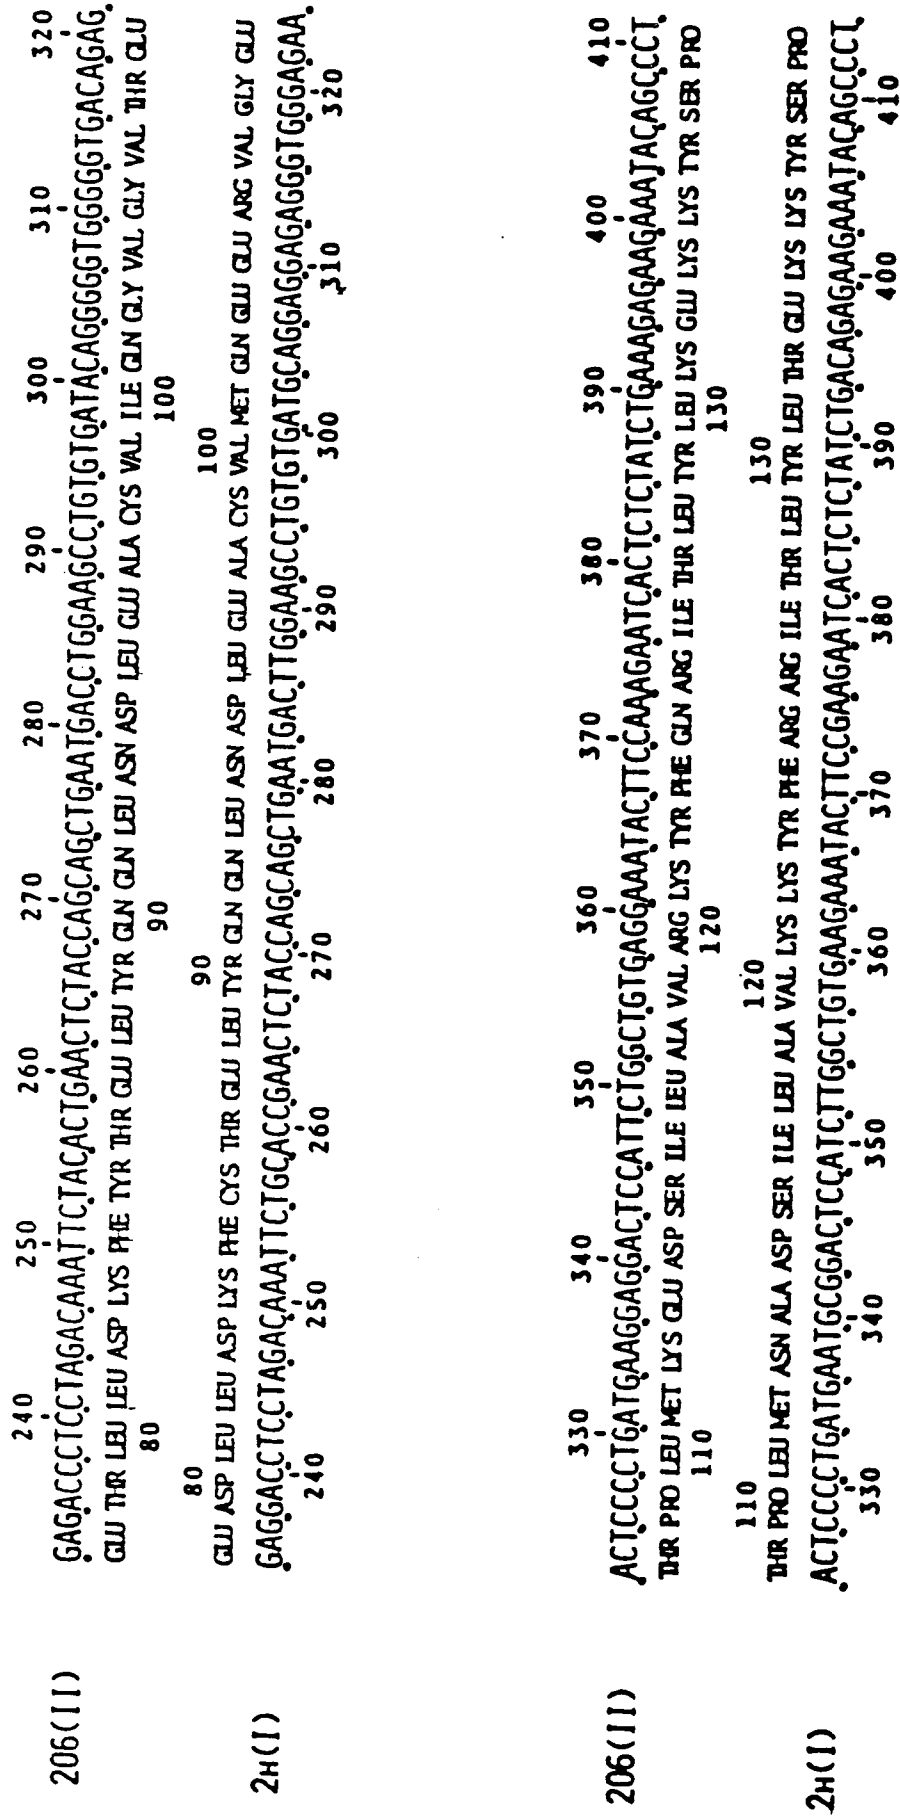 240 250 260 270 280 290 300 310 320
206(II) GAGACCCTCCTAGACAAATTCTACACTGAACTCTACCAGCAGCTGAATGACCTGGAAGCCTGTGTGATACAGGGGGTGGGGGTGACAGAG
GLU THR LEU LEU ASP LYS PHE TYR THR GLU LEU TYR GLN GLN LEU ASN ASP LEU GLU ALA CYS VAL ILE GLN GLY VAL GLY VAL THR GLU
80 90 100
80 90 100
GLU ASP LEU LEU ASP LYS PHE CYS THR GLU LEU TYR GLN GLN LEU ASN ASP LEU GLU ALA CYS VAL MET GLN GLU GLU ARG VAL GLY GLU
2H(I) GAGGACCTCCTAGACAAATTCTGCACCGAACTCTACCAGCAGCTGAATGACTTGGAAGCCTGTGTGATGCAGGAGGAGAGGGTGGGAGAA
240 250 260 270 280 290 300 310 320
330 340 350 360 370 380 390 400 410
206(II) ACTCCCCTGATGAAGGAGGACTCCATTCTGGCTGTGAGGAAATACTTCCAAAGAATCACTCTCTATCTGAAAGAGAAGAAATACAGCCCT
THR PRO LEU MET LYS GLU ASP SER ILE LEU ALA VAL ARG LYS TYR PHE GLN ARG ILE THR LEU TYR LEU LYS GLU LYS LYS TYR SER PRO
110 120 130
110 120 130
THR PRO LEU MET ASN ALA ASP SER ILE LEU ALA VAL LYS LYS TYR PHE ARG ARG ILE THR LEU TYR LEU THR GLU LYS LYS TYR SER PRO
2H(I) ACTCCCCTGATGAATGCGGACTCCATCTTGGCTGTGAAGAAATACTTCCGAAGAATCACTCTCTATCTGACAGAGAAGAAATACAGCCCT
330 340 350 360 370 380 390 400 410